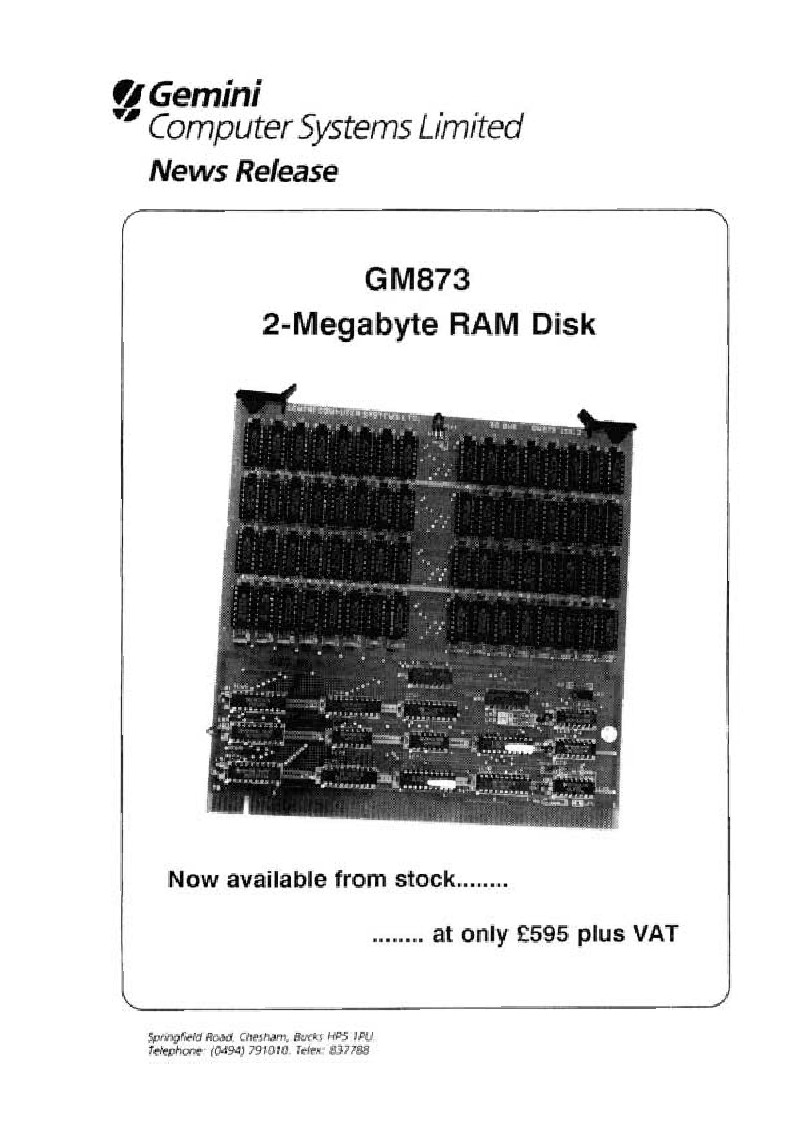 Gemini
Computer Systems Limited
News Release
GM873
2-Megabyte RAM Disk
Now available from stock........
........ at only £595 plus VAT
Springfield Road, Chesham, Bucks HP5 1PU.
Telephone: (0494) 791010. Telex: 837788